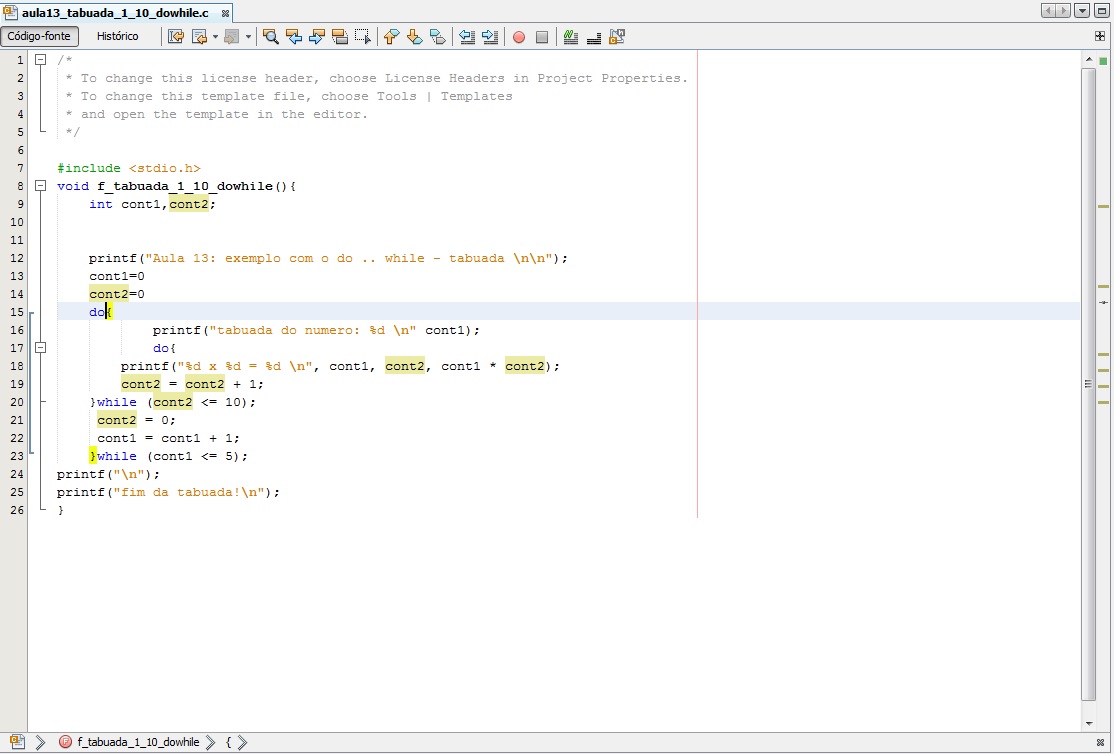 aula13_tabuada_1_10_dowhile.c
Código-fonte Histórico
1 /*
2 * To change this license header, choose License Headers in Project Properties.
3 * To change this template file, choose Tools | Templates
4 * and open the template in the editor.
5 */
6
7 #include <stdio.h>
8 void f_tabuada_1_10_dowhile(){
9 int cont1,cont2;
10
11
12 printf("Aula 13: exemplo com o do .. while - tabuada \n\n");
13 cont1=0
14 cont2=0
15 do{
16 printf("tabuada do numero: %d \n" cont1);
17 do{
18 printf("%d x %d = %d \n", cont1, cont2, cont1 * cont2);
19 cont2 = cont2 + 1;
20 }while (cont2 <= 10);
21 cont2 = 0;
22 cont1 = cont1 + 1;
23 }while (cont1 <= 5);
24 printf("\n");
25 printf("fim da tabuada!\n");
26 }
f_tabuada_1_10_dowhile {